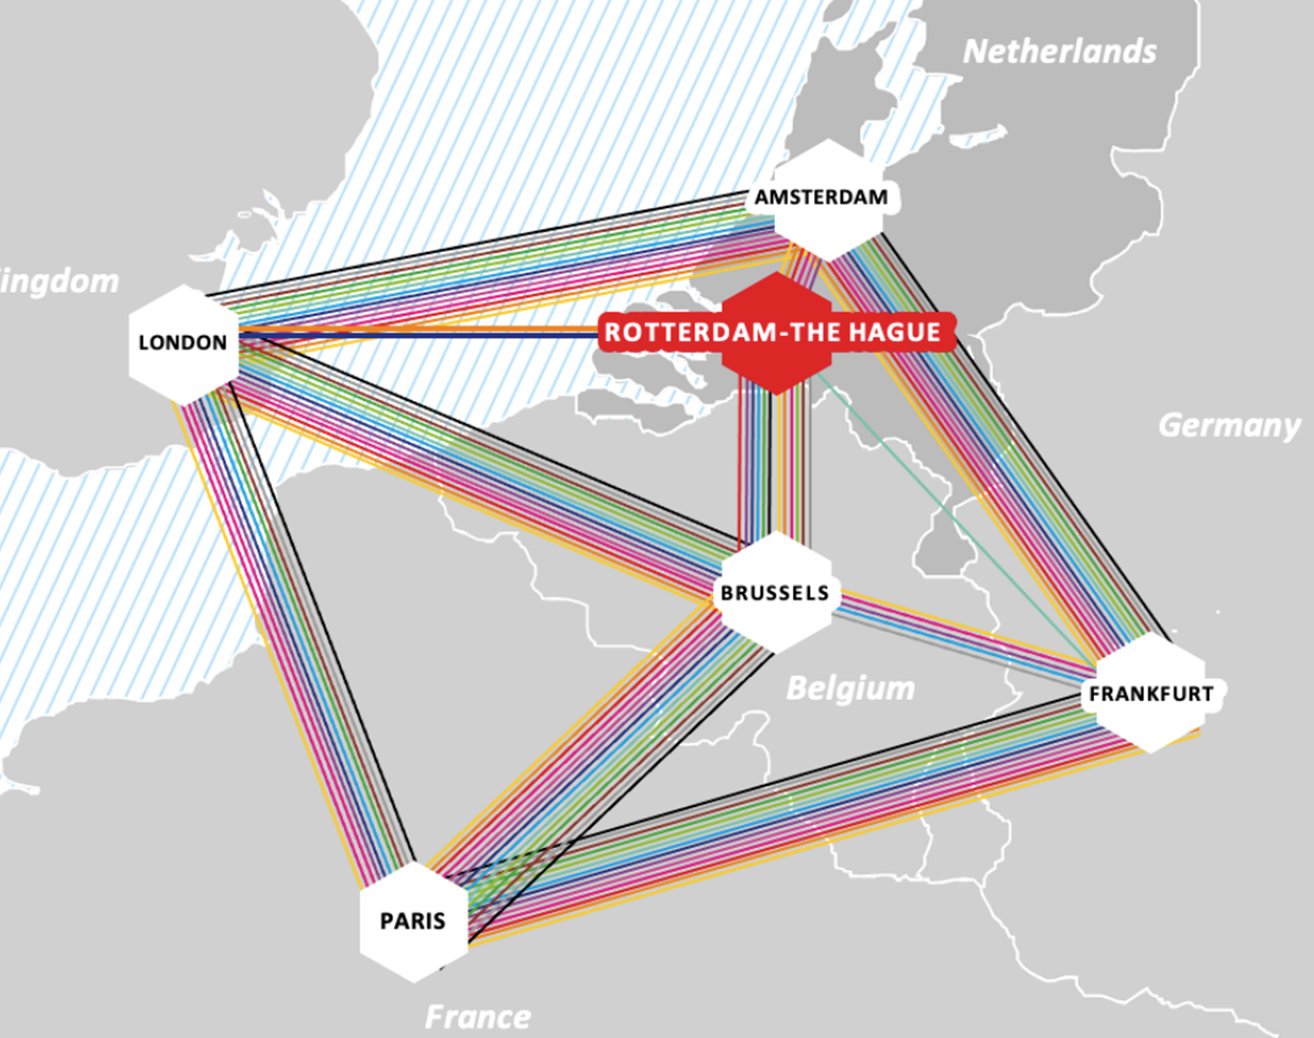 Netherlands
AMSTERDAM
ingdom
ROTTERDAM-THE HAGUE
LONDON
Germany
BRUSSELS
Belgium
FRANKFURT
PARIS
France